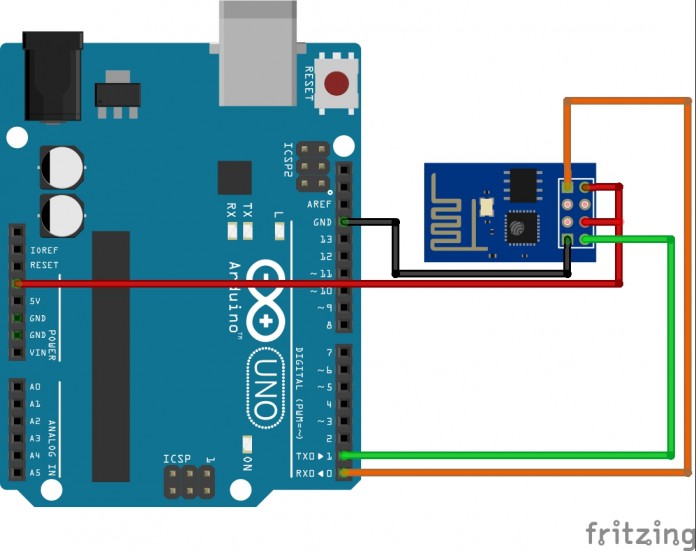 RESET
ICSP2
AREF
GND
13
12
~11
~10
~9
8
RX
TX
L
IOREF
RESET
5V
GND
GND
VIN
POWER
Arduino™
UNO
7
~6
~5
4
~3
2
TX0▶1
RX0◀0
DIGITAL (PWM=~)
A0
A1
A2
A3
A4
A5
ANALOG IN
ON
ICSP
1
fritzing